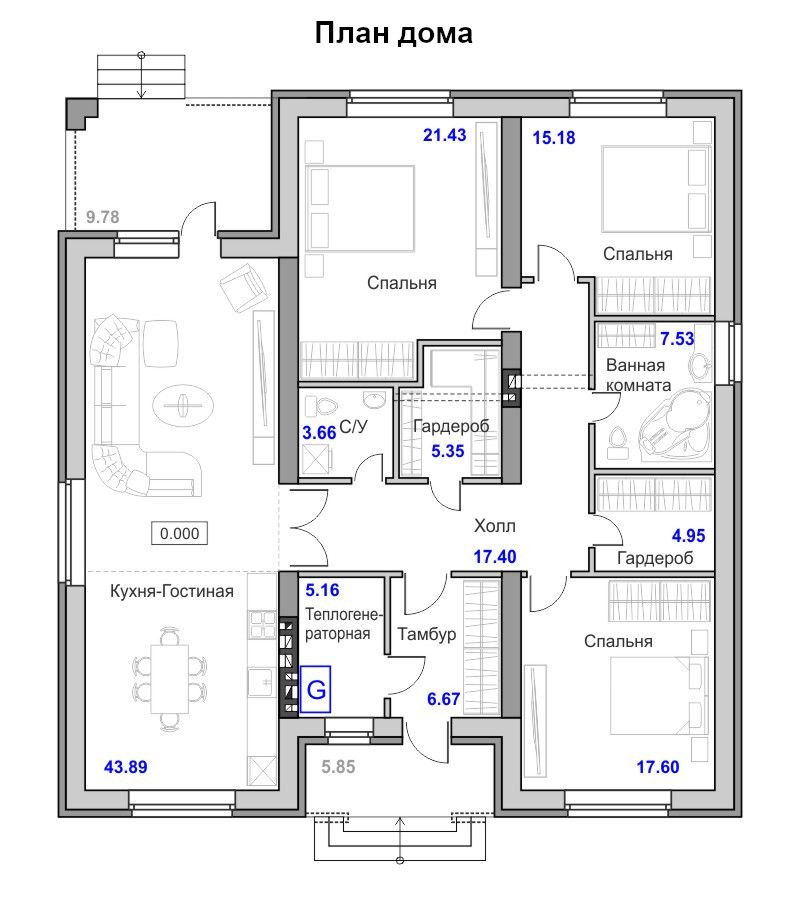 План дома
21.43
15.18
9.78
Спальня
Спальня
7.53
Ванная
комната
3.66
С/У
Гардероб
5.35
0.000
Холл
17.40
4.95
Гардероб
Кухня-Гостиная
5.16
Теплогене-
раторная
Тамбур
Спальня
G
6.67
43.89
5.85
17.60